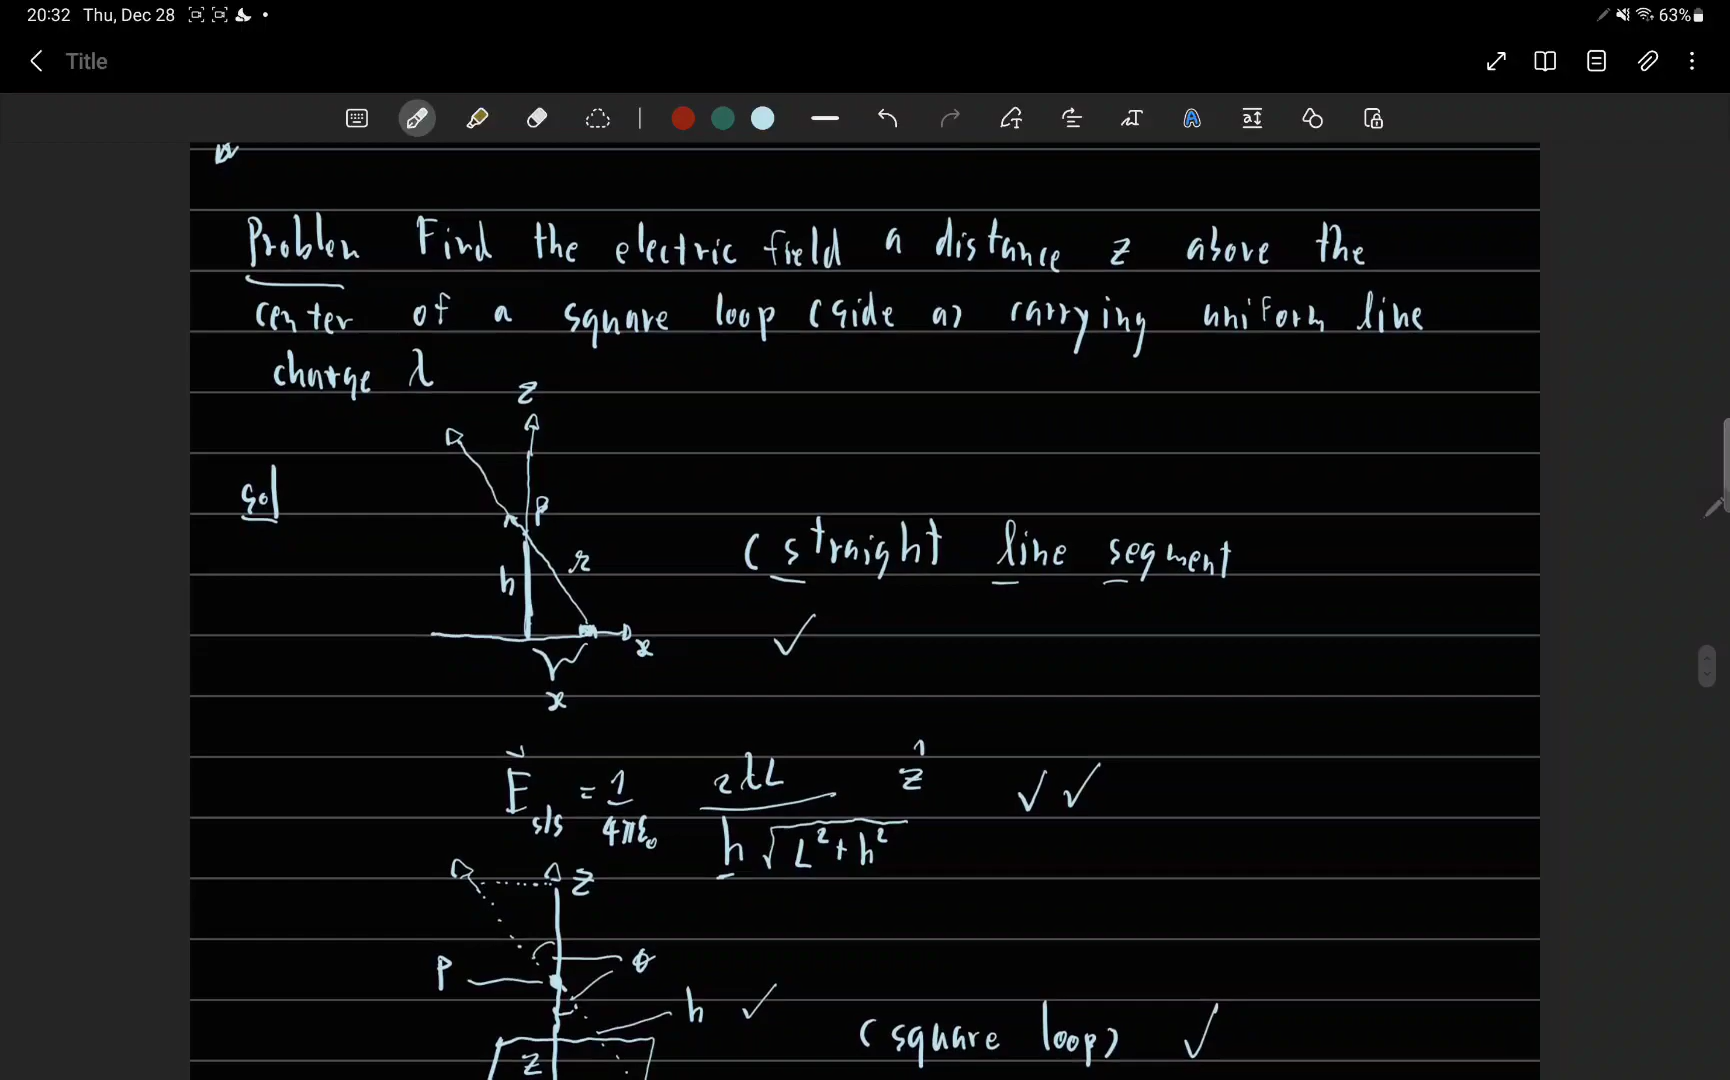 20:32 Thu, Dec 28 63%
Title
Problem Find the electric field a distance z above the
center of a square loop (side a) carrying uniform line
charge λ
z
sol
P
h r
(straight line segment
x
✓
x
E⃗ sls = 1/4πε₀ 2λL/h√L²+h² ẑ ✓ ✓
z
P θ
h ✓
(square loop) ✓
z